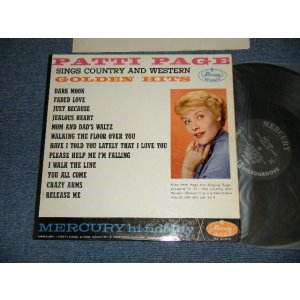 PATTI PAGE
SINGS COUNTRY AND WESTERN
GOLDEN HITS
Mercury
DARK MOON
FADED LOVE
JUST BECAUSE
JEALOUS HEART
MOM AND DAD'S WALTZ
WALKING THE FLOOR OVER YOU
HAVE I TOLD YOU LATELY THAT I LOVE YOU
PLEASE HELP ME I'M FALLING
I WALK THE LINE
YOU ALL COME
CRAZY ARMS
RELEASE ME
MERCURY hi-fidelity
Mercury
MERCURY